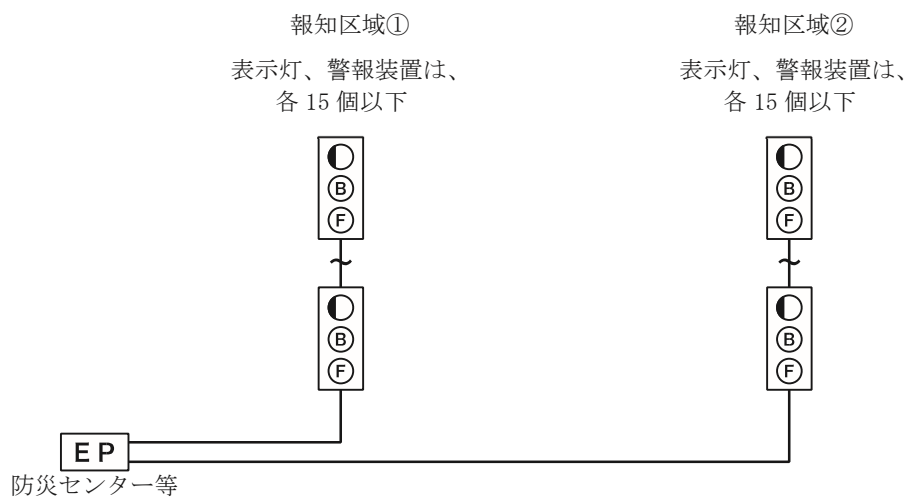 報知区域①
表示灯、警報装置は、
各 15 個以下
B
F
B
F
報知区域②
表示灯、警報装置は、
各 15 個以下
B
F
B
F
EP
防災センター等